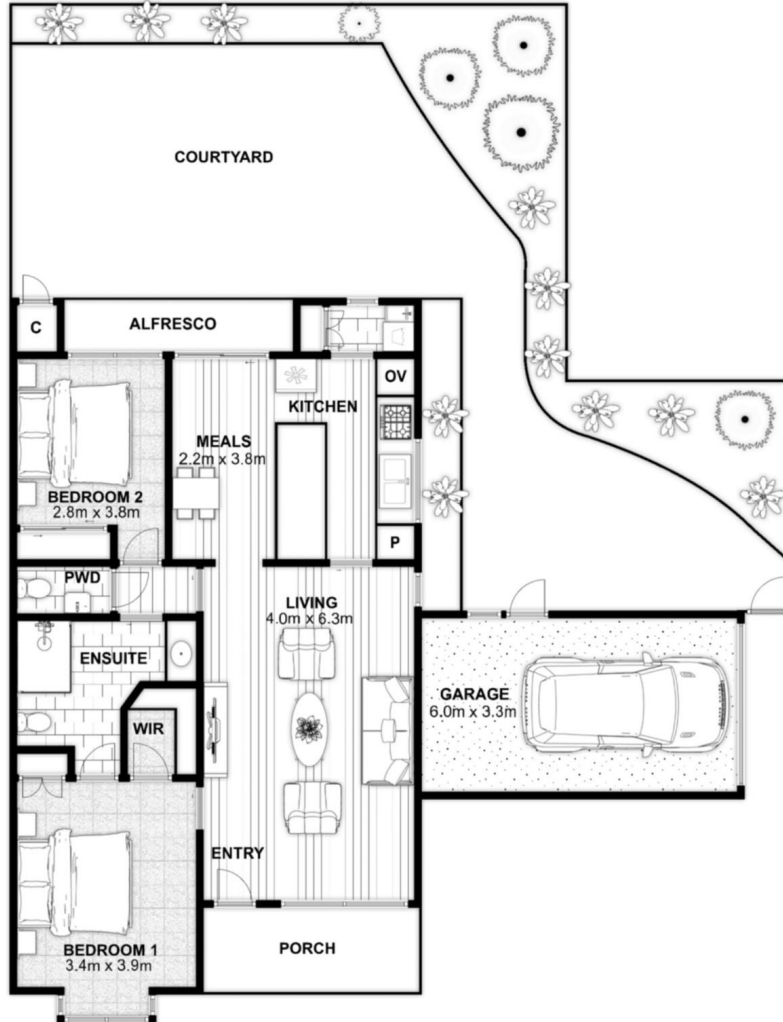 COURTYARD
C
ALFRESCO
OV
KITCHEN
MEALS
2.2m x 3.8m
BEDROOM 2
2.8m x 3.8m
P
PWD
LIVING
4.0m x 6.3m
ENSUITE
GARAGE
6.0m x 3.3m
WIR
ENTRY
BEDROOM 1
3.4m x 3.9m
PORCH